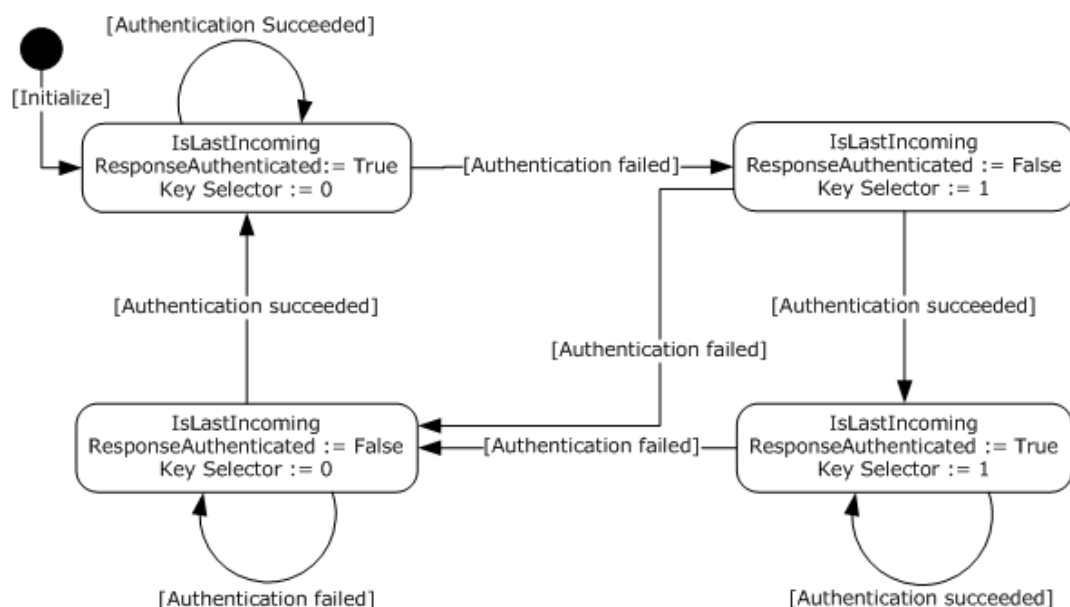 [Authentication Succeeded]
[Initialize]
IsLastIncoming
ResponseAuthenticated:= True
Key Selector := 0
[Authentication failed]
IsLastIncoming
ResponseAuthenticated := False
Key Selector := 1
[Authentication succeeded]
[Authentication succeeded]
[Authentication failed]
IsLastIncoming
ResponseAuthenticated := False
Key Selector := 0
[Authentication failed]
IsLastIncoming
ResponseAuthenticated := True
Key Selector := 1
[Authentication failed]
[Authentication succeeded]